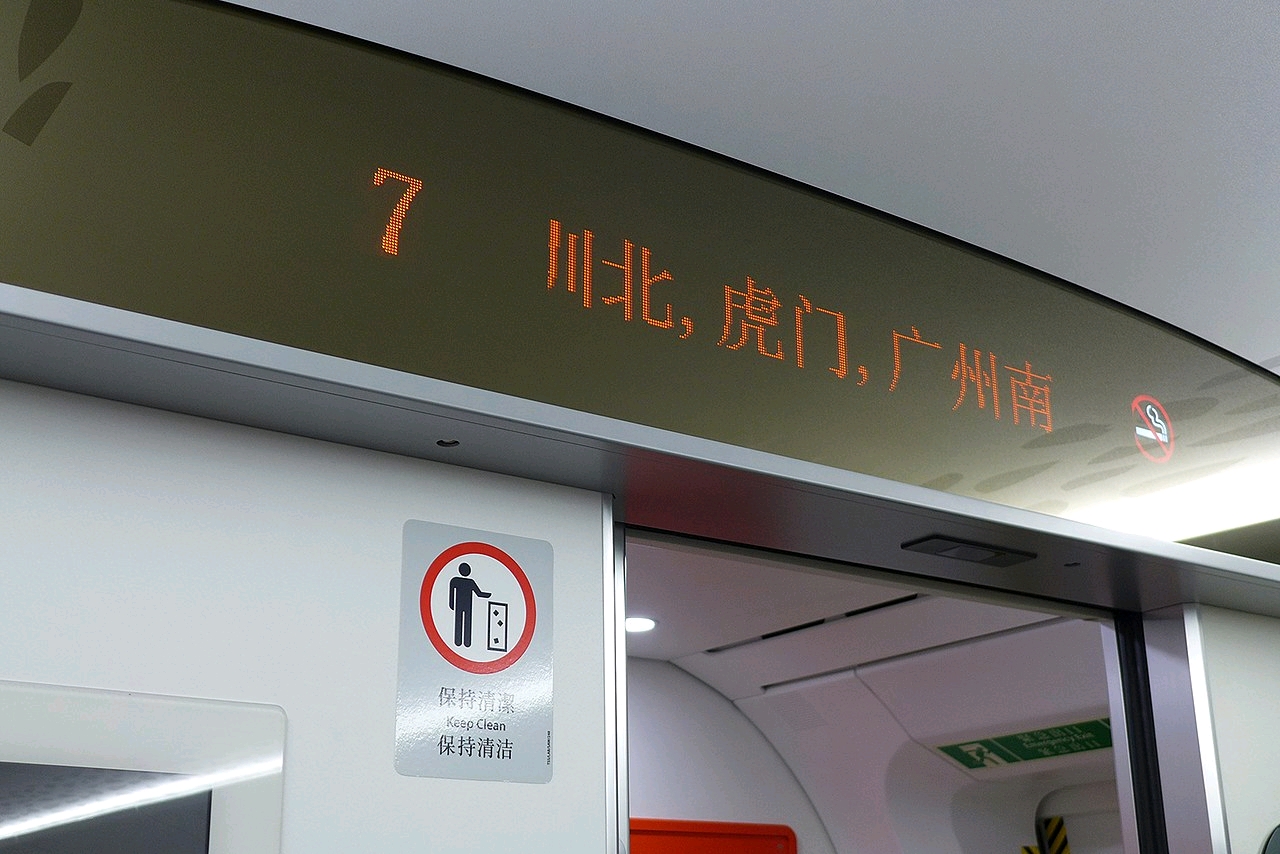 7 川北,虎门,广州南
保持清潔
Keep Clean
保持清洁